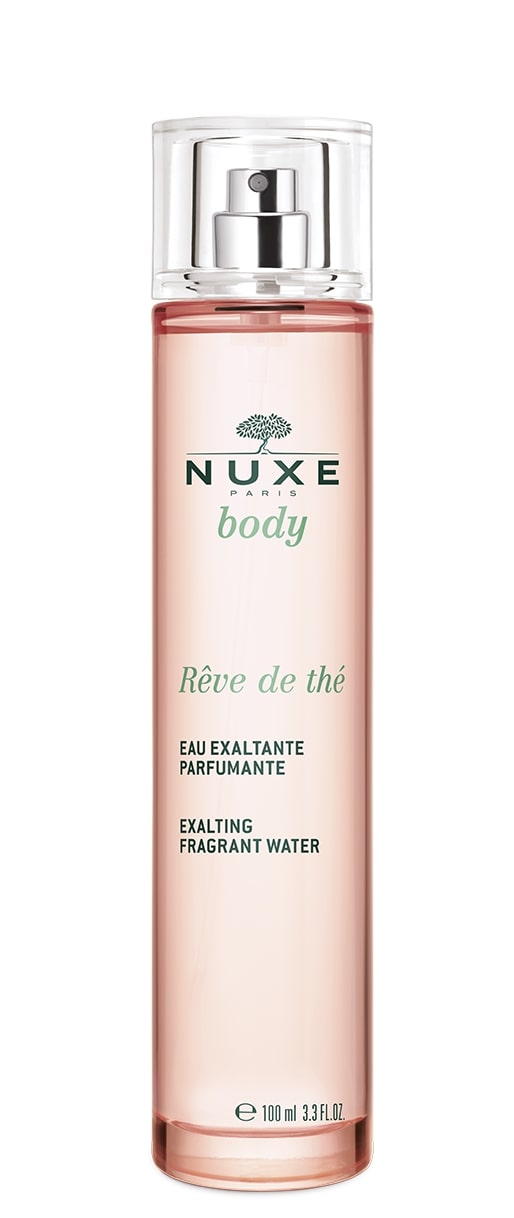 NUXE
PARIS
body
Rêve de thé
EAU EXALTANTE
PARFUMANTE
EXALTING
FRAGRANT WATER
℮ 100 ml 3.3 FL.OZ.